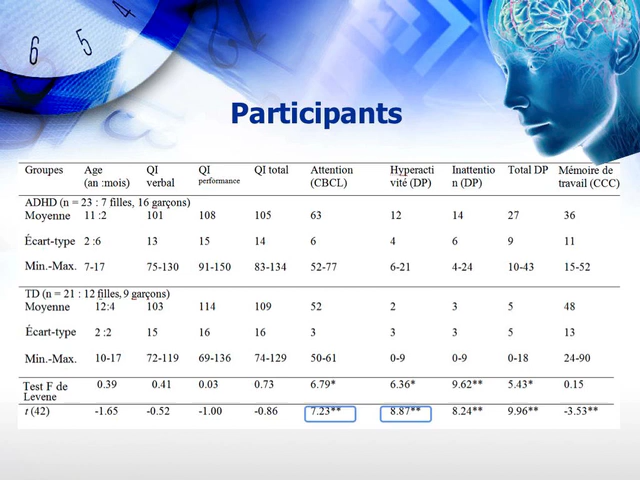 6 5 4
Participants
Groupes Age (an :mois) QI verbal QI performance QI total Attention (CBCL) Hyperactivité (DP) Inattention (DP) Total DP Mémoire de travail (CCC)
ADHD (n = 23 : 7 filles, 16 garçons)
Moyenne 11 :2 101 108 105 63 12 14 27 36
Écart-type 2 :6 13 15 14 6 4 6 9 11
Min.-Max. 7-17 75-130 91-150 83-134 52-77 6-21 4-24 10-43 15-52
TD (n = 21 : 12 filles, 9 garçons)
Moyenne 12:4 103 114 109 52 2 3 5 48
Écart-type 2 :2 15 16 16 3 3 3 5 13
Min.-Max. 10-17 72-119 69-136 74-129 50-61 0-9 0-9 0-18 24-90
Test F de Levene 0.39 0.41 0.03 0.73 6.79* 6.36* 9.62** 5.43* 0.15
t (42) -1.65 -0.52 -1.00 -0.86 7.23** 8.87** 8.24** 9.96** -3.53**